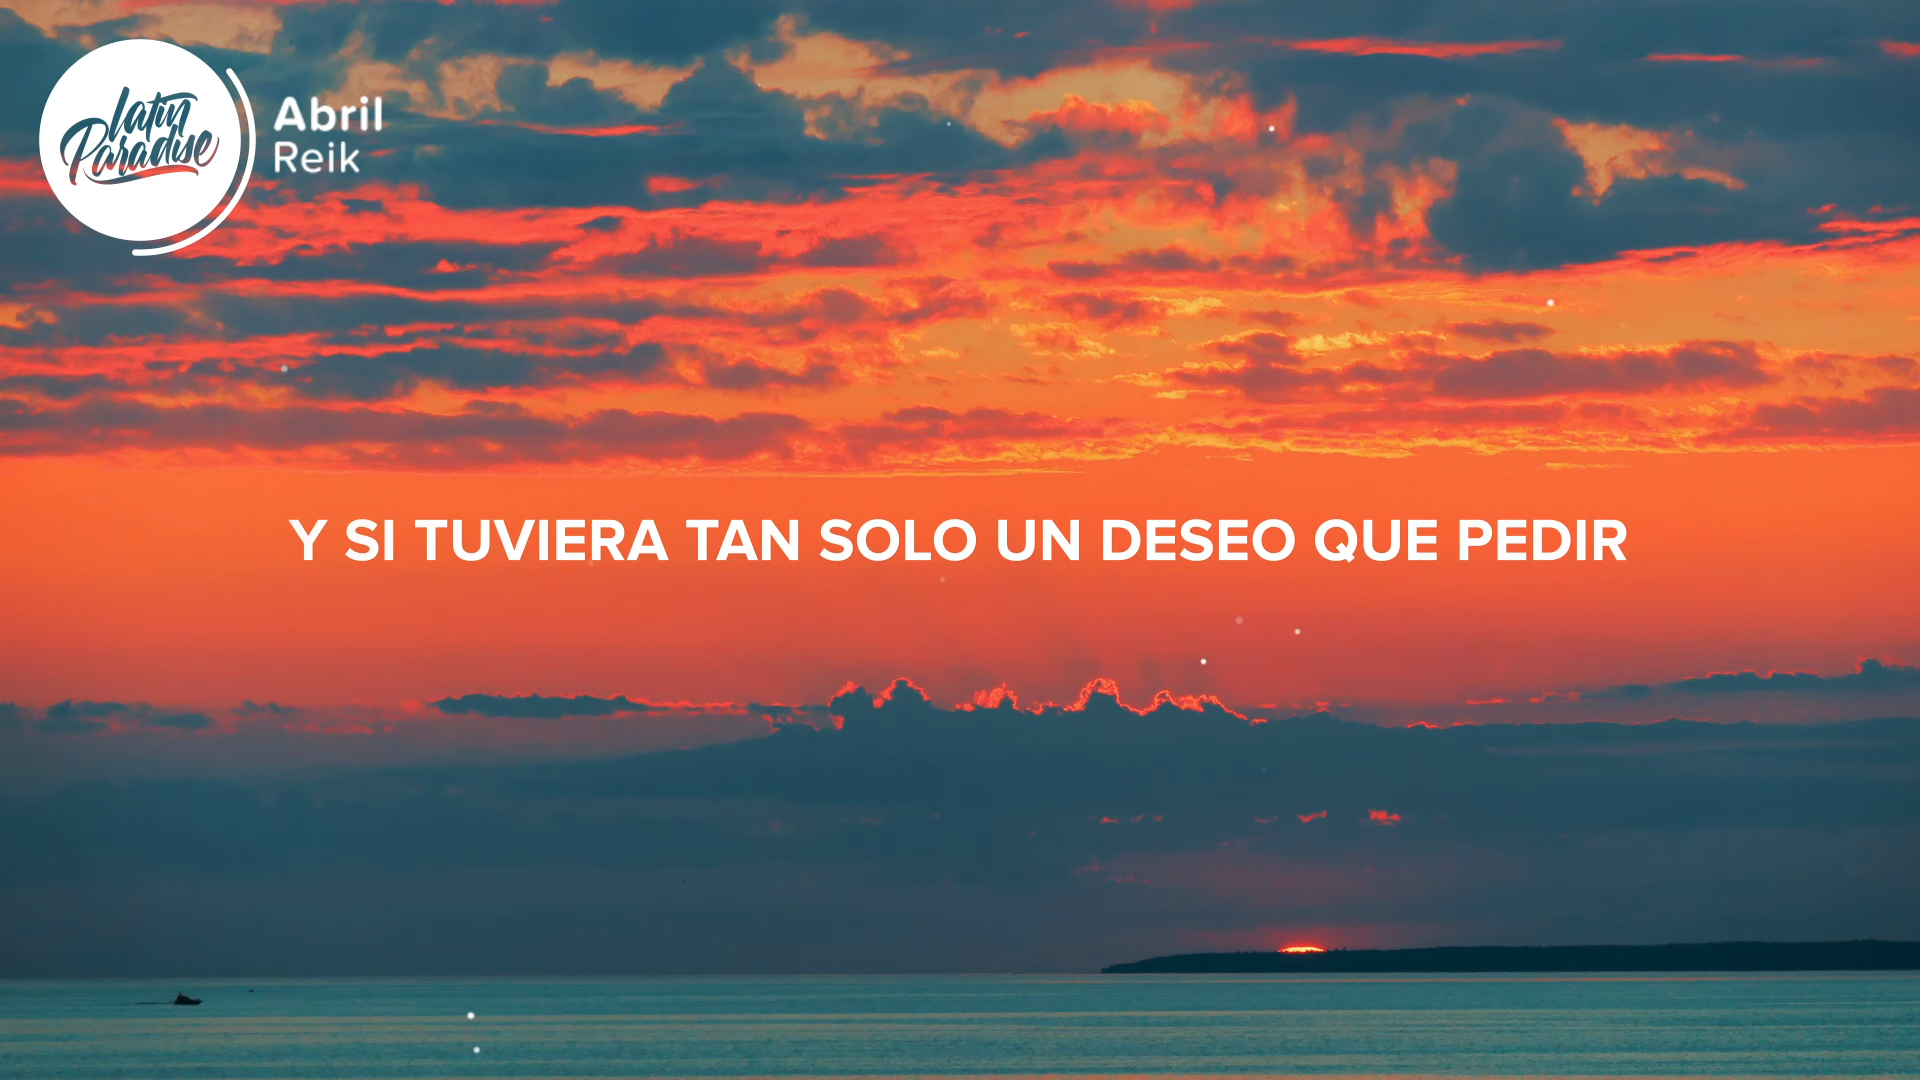 latin
Paradise
Abril
Reik
Y SI TUVIERA TAN SOLO UN DESEO QUE PEDIR